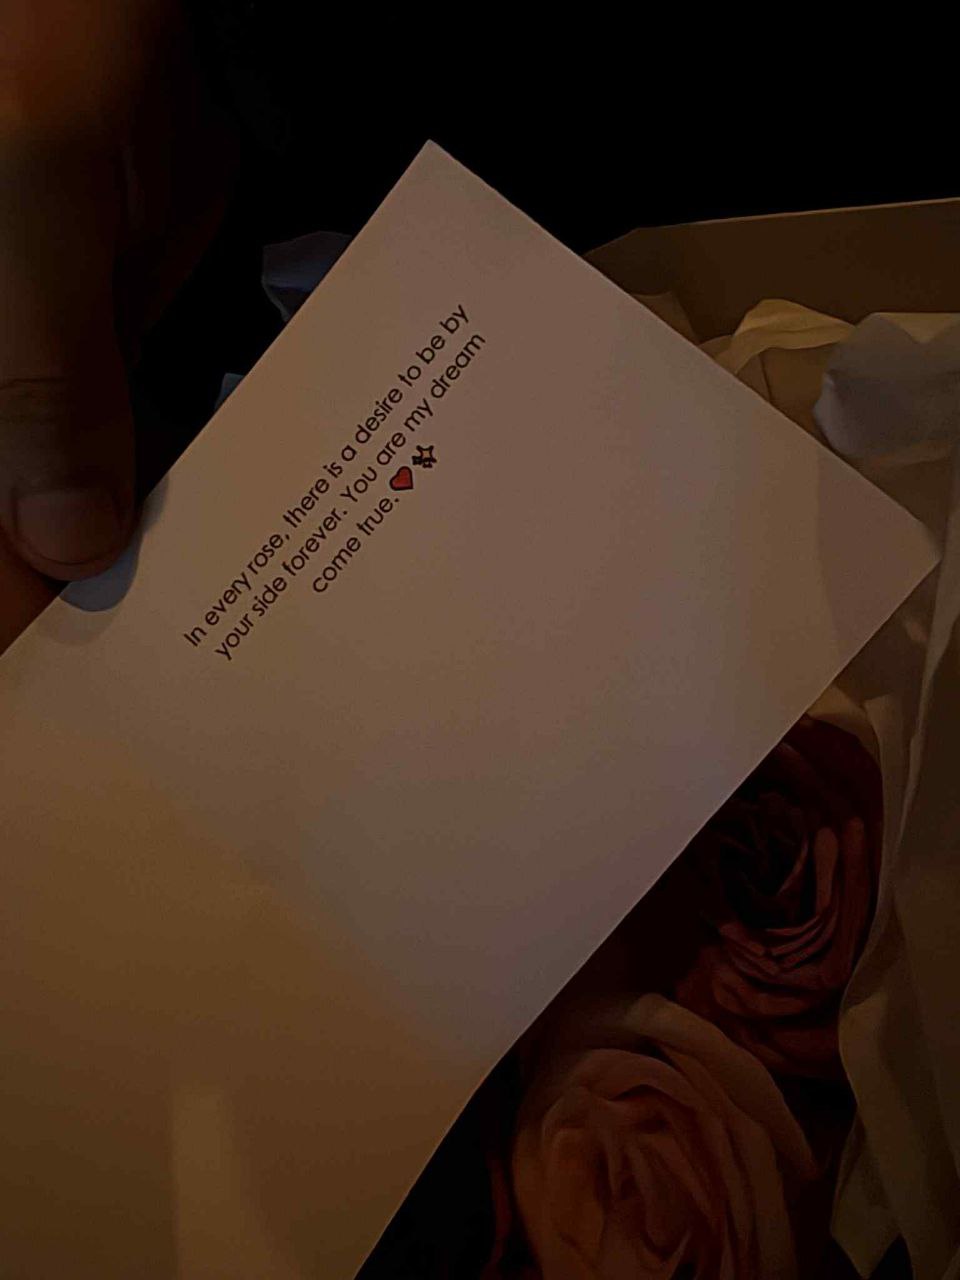 In every rose, there is a desire to be by
your side forever. You are my dream
come true.❤️✨